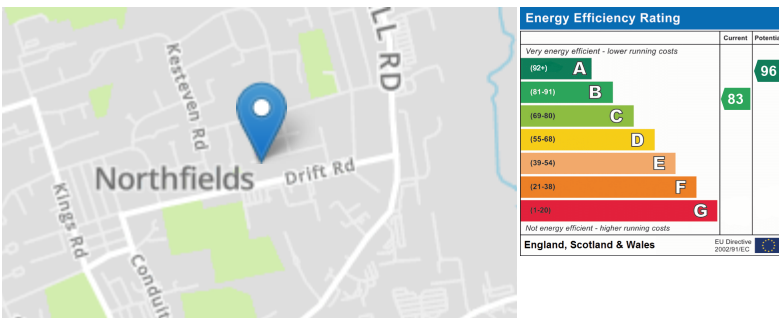 LL RD
Kesteven Rd
Northfields
Drift Rd
Kings Rd
Conduit
Energy Efficiency Rating
Current Potentia
Very energy efficient - lower running costs
(92+) A
96
(81-91) B
83
(69-80) C
(55-68) D
(39-54) E
(21-38) F
(1-20) G
Not energy efficient - higher running costs
England, Scotland & Wales
EU Directive
2002/91/EC